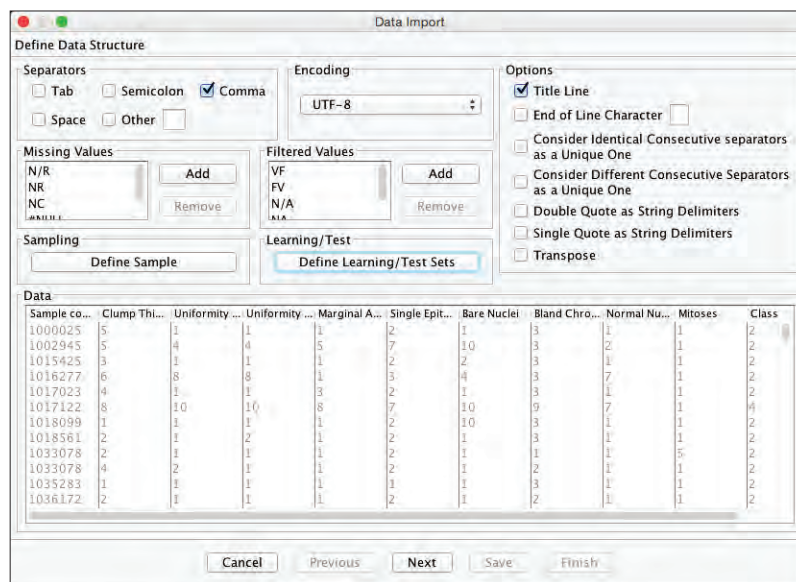 Data Import
Define Data Structure
Separators
Tab Semicolon Comma
Space Other
Encoding
UTF-8
Options
Title Line
End of Line Character
Consider Identical Consecutive separators
as a Unique One
Consider Different Consecutive Separators
as a Unique One
Double Quote as String Delimiters
Single Quote as String Delimiters
Transpose
Missing Values
N/R
NR
NC
Add
Remove
Filtered Values
VF
FV
N/A
Add
Remove
Sampling
Define Sample
Learning/Test
Define Learning/Test Sets
Data
Sample co... Clump Thi... Uniformity ... Uniformity ... Marginal A... Single Epit... Bare Nuclei Bland Chro... Normal Nu... Mitoses Class
1000025 5 1 1 1 2 1 3 1 1 2
1002945 5 4 4 5 7 10 3 2 1 2
1015425 3 1 1 1 2 2 3 1 1 2
1016277 6 8 8 1 3 4 3 7 1 2
1017023 4 1 1 3 2 1 3 1 1 2
1017122 8 10 10 8 7 10 9 7 1 4
1018099 1 1 1 1 2 10 3 1 1 2
1018561 2 1 2 1 2 1 3 1 1 2
1033078 2 1 1 1 2 1 1 1 5 2
1033078 4 2 1 1 2 1 2 1 1 2
1035283 1 1 1 1 1 1 3 1 1 2
1036172 2 1 1 1 2 1 2 1 1 2
Cancel Previous Next Save Finish